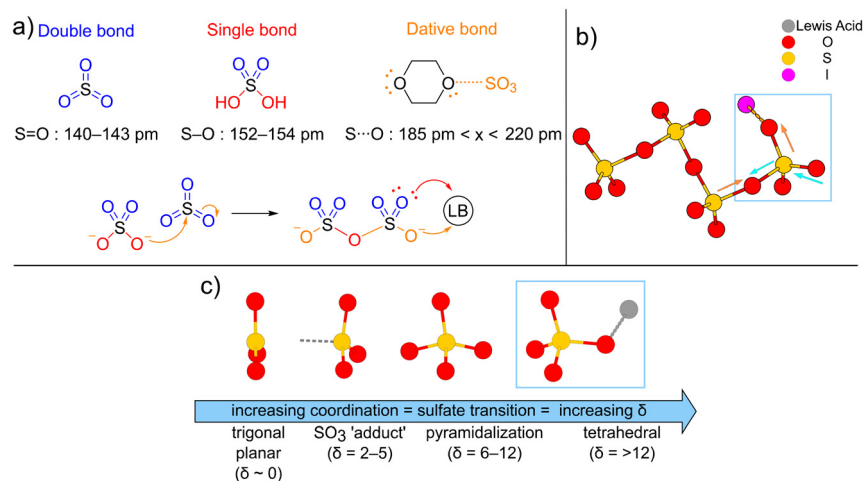 a)
Double bond
Single bond
Dative bond
O
S
O
O
O
O
S
HO
OH
O
O
SO3
S=O : 140–143 pm
S–O : 152–154 pm
S···O : 185 pm < x < 220 pm
O
O
S
−O
O−
O
S
O
O
O
O
O
O
S
S
−O
O
O−
LB
b)
Lewis Acid
O
S
I
c)
increasing coordination = sulfate transition = increasing δ
trigonal
planar
(δ ~ 0)
SO3 'adduct'
(δ = 2–5)
pyramidalization
(δ = 6–12)
tetrahedral
(δ = >12)